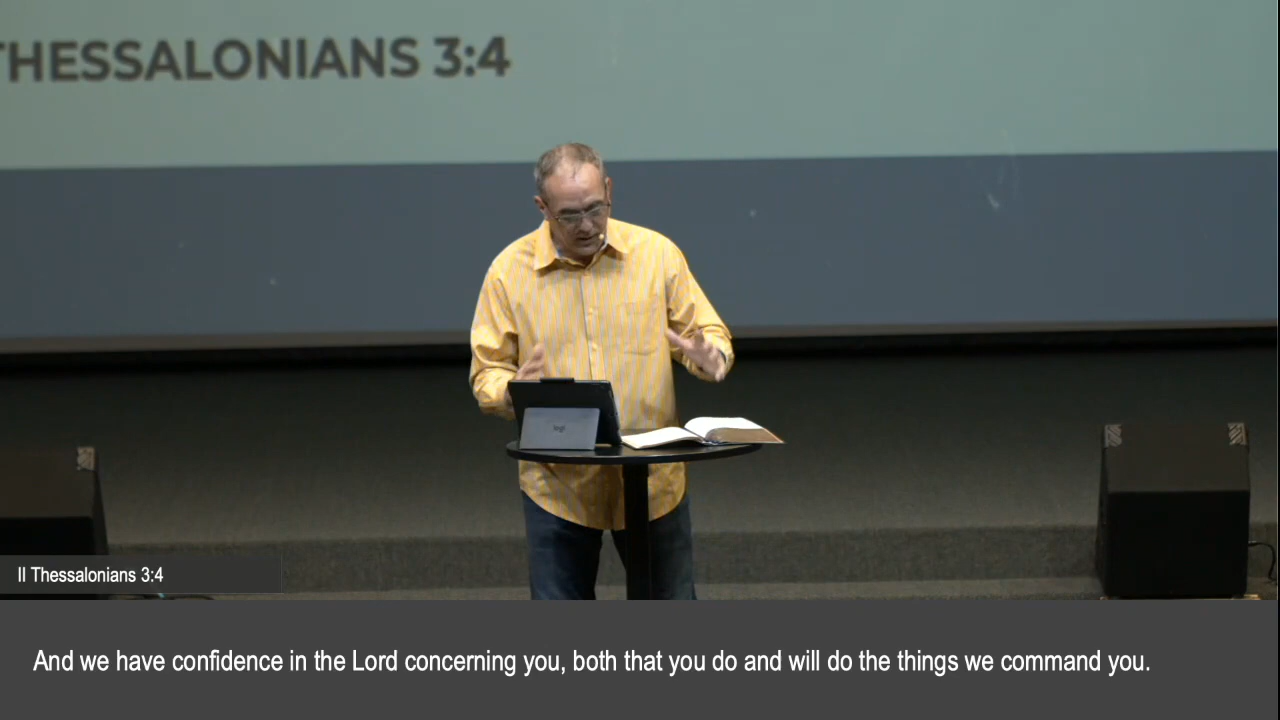 THESSALONIANS 3:4
logi
II Thessalonians 3:4
And we have confidence in the Lord concerning you, both that you do and will do the things we command you.